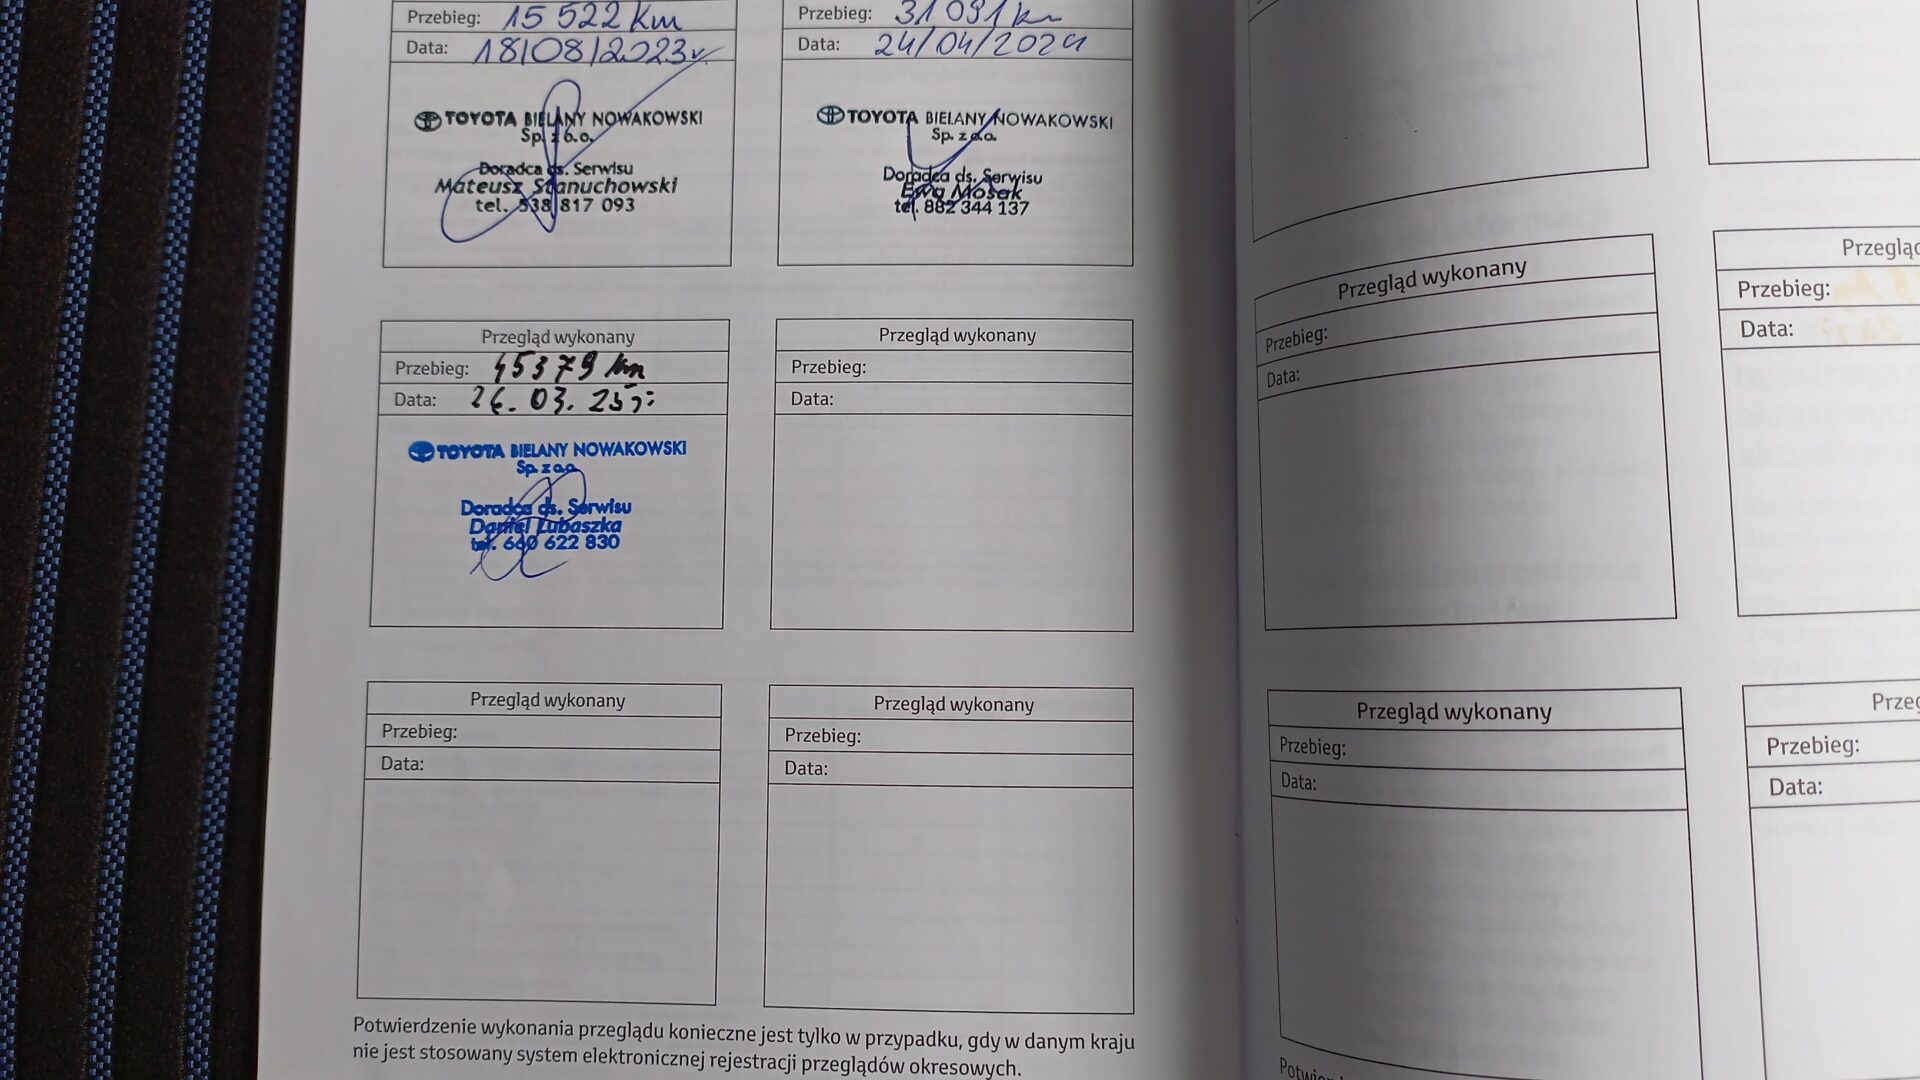 Przebieg: 15 522 km
Data: 18/08/2023r.
TOYOTA BIELANY NOWAKOWSKI
Sp. z o.o.
Doradca ds. Serwisu
Mateusz Stanuchowski
tel. 538 817 093
Przebieg: 31 091 km
Data: 24/04/2024
TOYOTA BIELANY NOWAKOWSKI
Sp. z o.o.
Doradca ds. Serwisu
Ewa Mosak
tel. 882 344 137
Przegląd wykonany
Przebieg: 45379 km
Data: 26.03.25r.
TOYOTA BIELANY NOWAKOWSKI
Sp. z o.o.
Doradca ds. Serwisu
Daniel Lubaszka
tel. 660 622 830
Przegląd wykonany
Przebieg:
Data:
Przegląd wykonany
Przebieg:
Data:
Przegląd wykonany
Przebieg:
Data:
Potwierdzenie wykonania przeglądu konieczne jest tylko w przypadku, gdy w danym kraju
nie jest stosowany system elektronicznej rejestracji przeglądów okresowych.
Przegląd wykonany
Przebieg:
Data:
Przebieg:
Data:
Przegląd wykonany
Przebieg:
Data:
Przebieg:
Data: